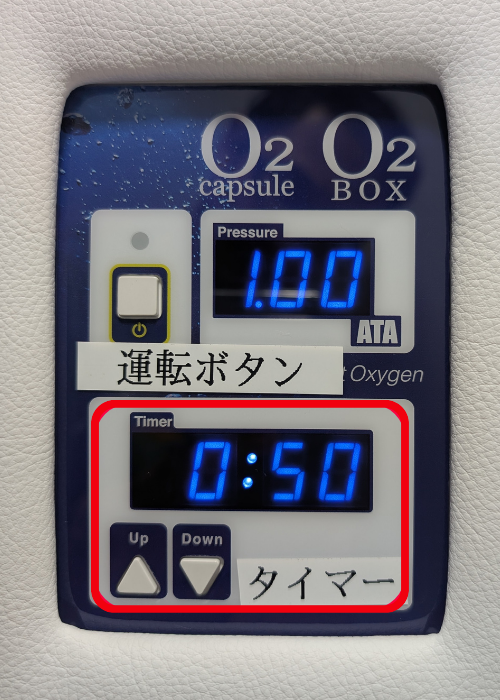 O2 capsule
O2 BOX
Pressure
1.00
ATA
運転ボタン
t Oxygen
Timer
0:50
Up
Down
タイマー